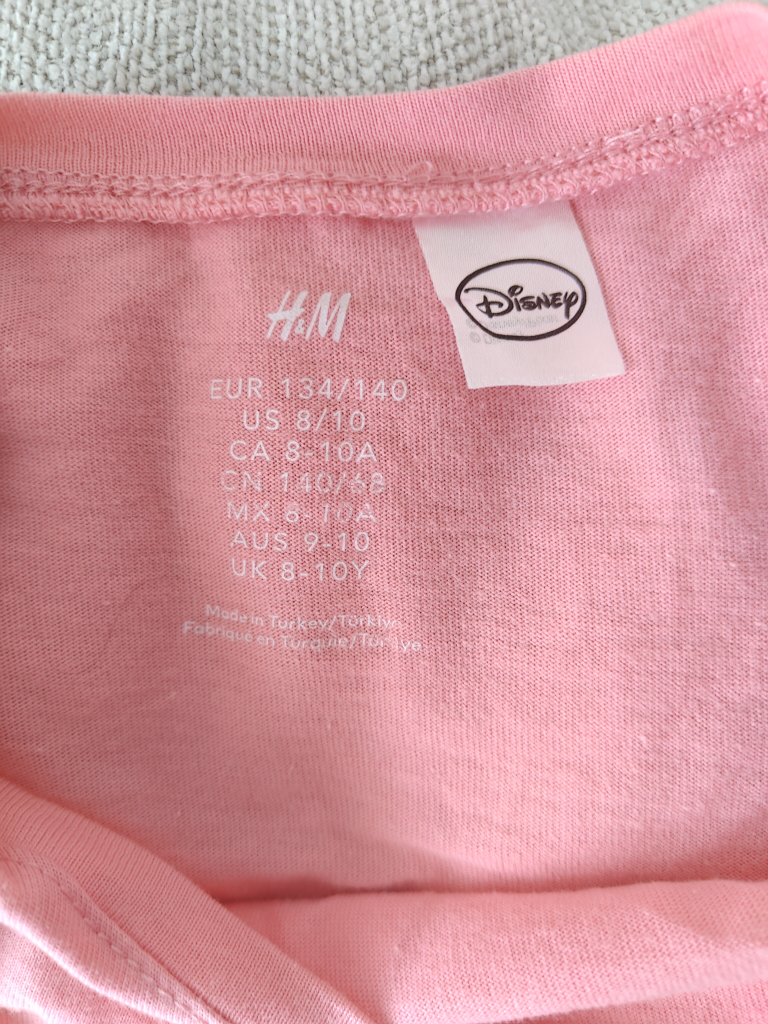 H&M
EUR 134/140
US 8/10
CA 8-10A
CN 140/68
MX 8-10A
AUS 9-10
UK 8-10Y
Made in Turkey/Türkiye
Fabriqué en Turquie/Türkiye
Disney